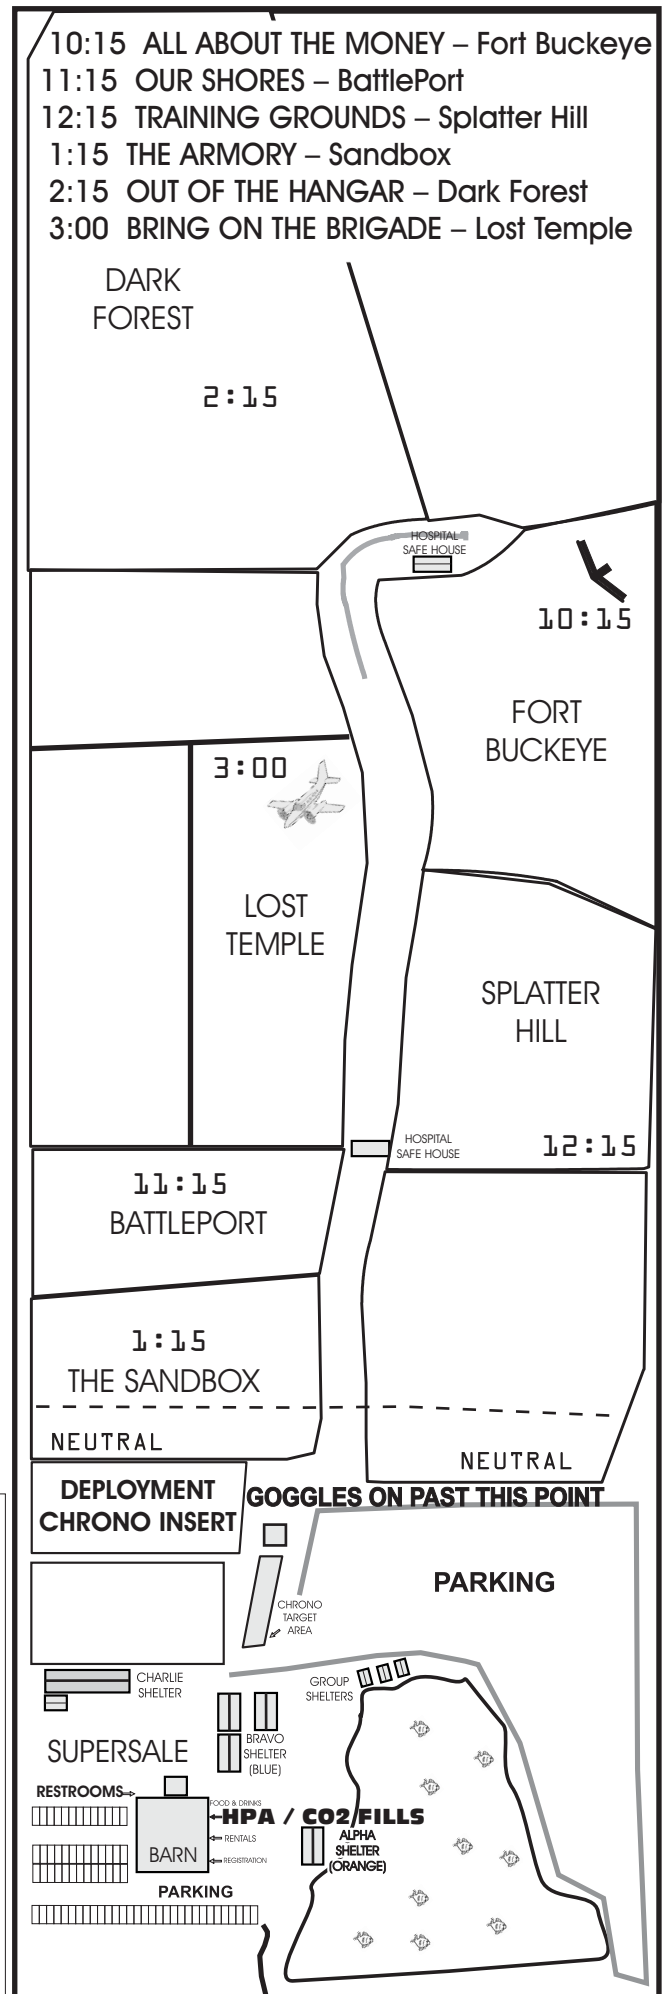 10:15 ALL ABOUT THE MONEY – Fort Buckeye
11:15 OUR SHORES – BattlePort
12:15 TRAINING GROUNDS – Splatter Hill
1:15 THE ARMORY – Sandbox
2:15 OUT OF THE HANGAR – Dark Forest
3:00 BRING ON THE BRIGADE – Lost Temple
DARK
FOREST
2:15
HOSPITAL
SAFE HOUSE
10:15
FORT
BUCKEYE
3:00
LOST
TEMPLE
SPLATTER
HILL
HOSPITAL
SAFE HOUSE
12:15
11:15
BATTLEPORT
1:15
THE SANDBOX
NEUTRAL
NEUTRAL
DEPLOYMENT
CHRONO INSERT
GOGGLES ON PAST THIS POINT
PARKING
CHRONO
TARGET
AREA
CHARLIE
SHELTER
GROUP
SHELTERS
BRAVO
SHELTER
(BLUE)
SUPERSALE
RESTROOMS
FOOD & DRINKS
HPA / CO2 FILLS
RENTALS
REGISTRATION
BARN
ALPHA
SHELTER
(ORANGE)
PARKING